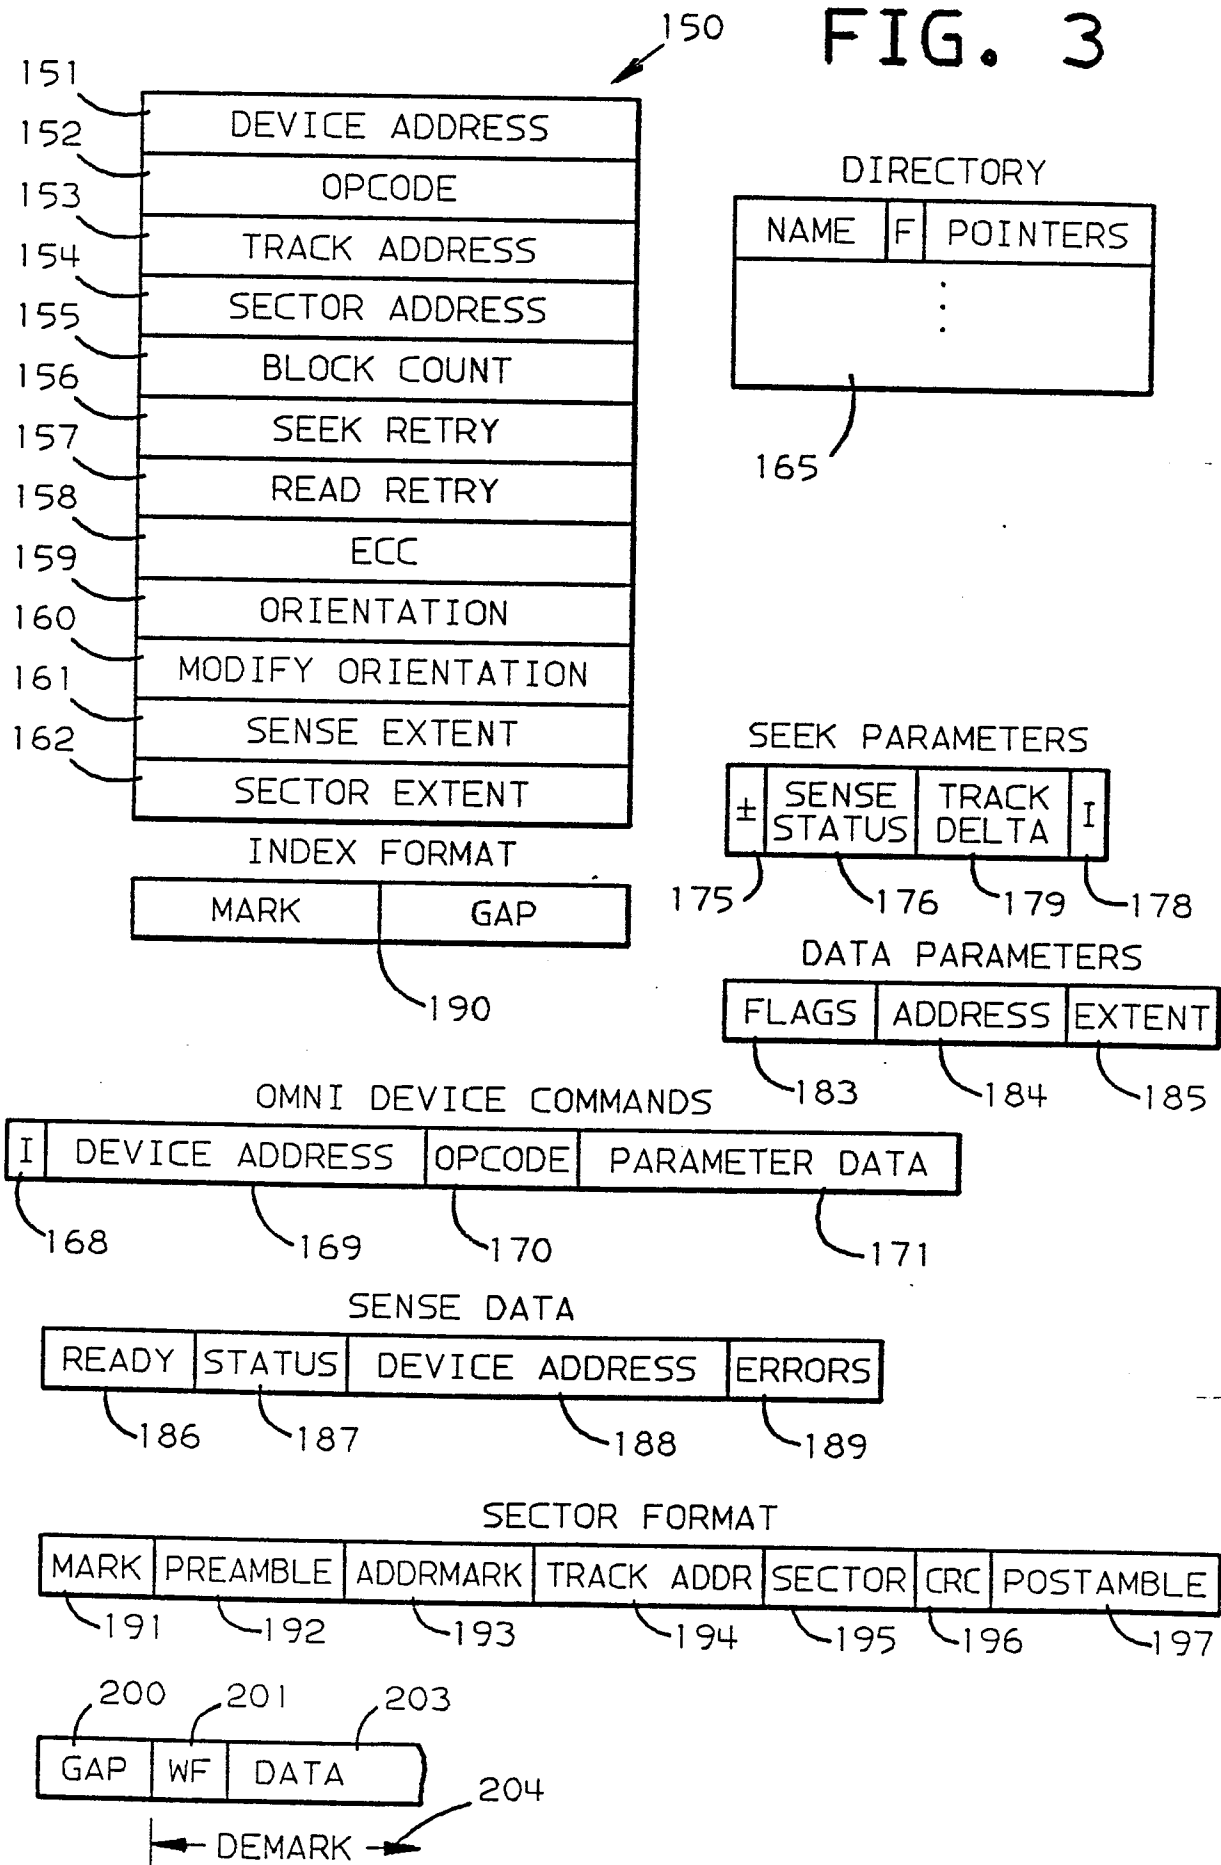 FIG. 3
150
151
DEVICE ADDRESS
152
OPCODE
153
TRACK ADDRESS
154
SECTOR ADDRESS
155
BLOCK COUNT
156
SEEK RETRY
157
READ RETRY
158
ECC
159
ORIENTATION
160
MODIFY ORIENTATION
161
SENSE EXTENT
162
SECTOR EXTENT
DIRECTORY
NAME F POINTERS
165
INDEX FORMAT
MARK GAP
190
SEEK PARAMETERS
± SENSE STATUS TRACK DELTA I
175 176 179 178
DATA PARAMETERS
FLAGS ADDRESS EXTENT
183 184 185
OMNI DEVICE COMMANDS
I DEVICE ADDRESS OPCODE PARAMETER DATA
168 169 170 171
SENSE DATA
READY STATUS DEVICE ADDRESS ERRORS
186 187 188 189
SECTOR FORMAT
MARK PREAMBLE ADDRMARK TRACK ADDR SECTOR CRC POSTAMBLE
191 192 193 194 195 196 197
200 201 203
GAP WF DATA
204
DEMARK